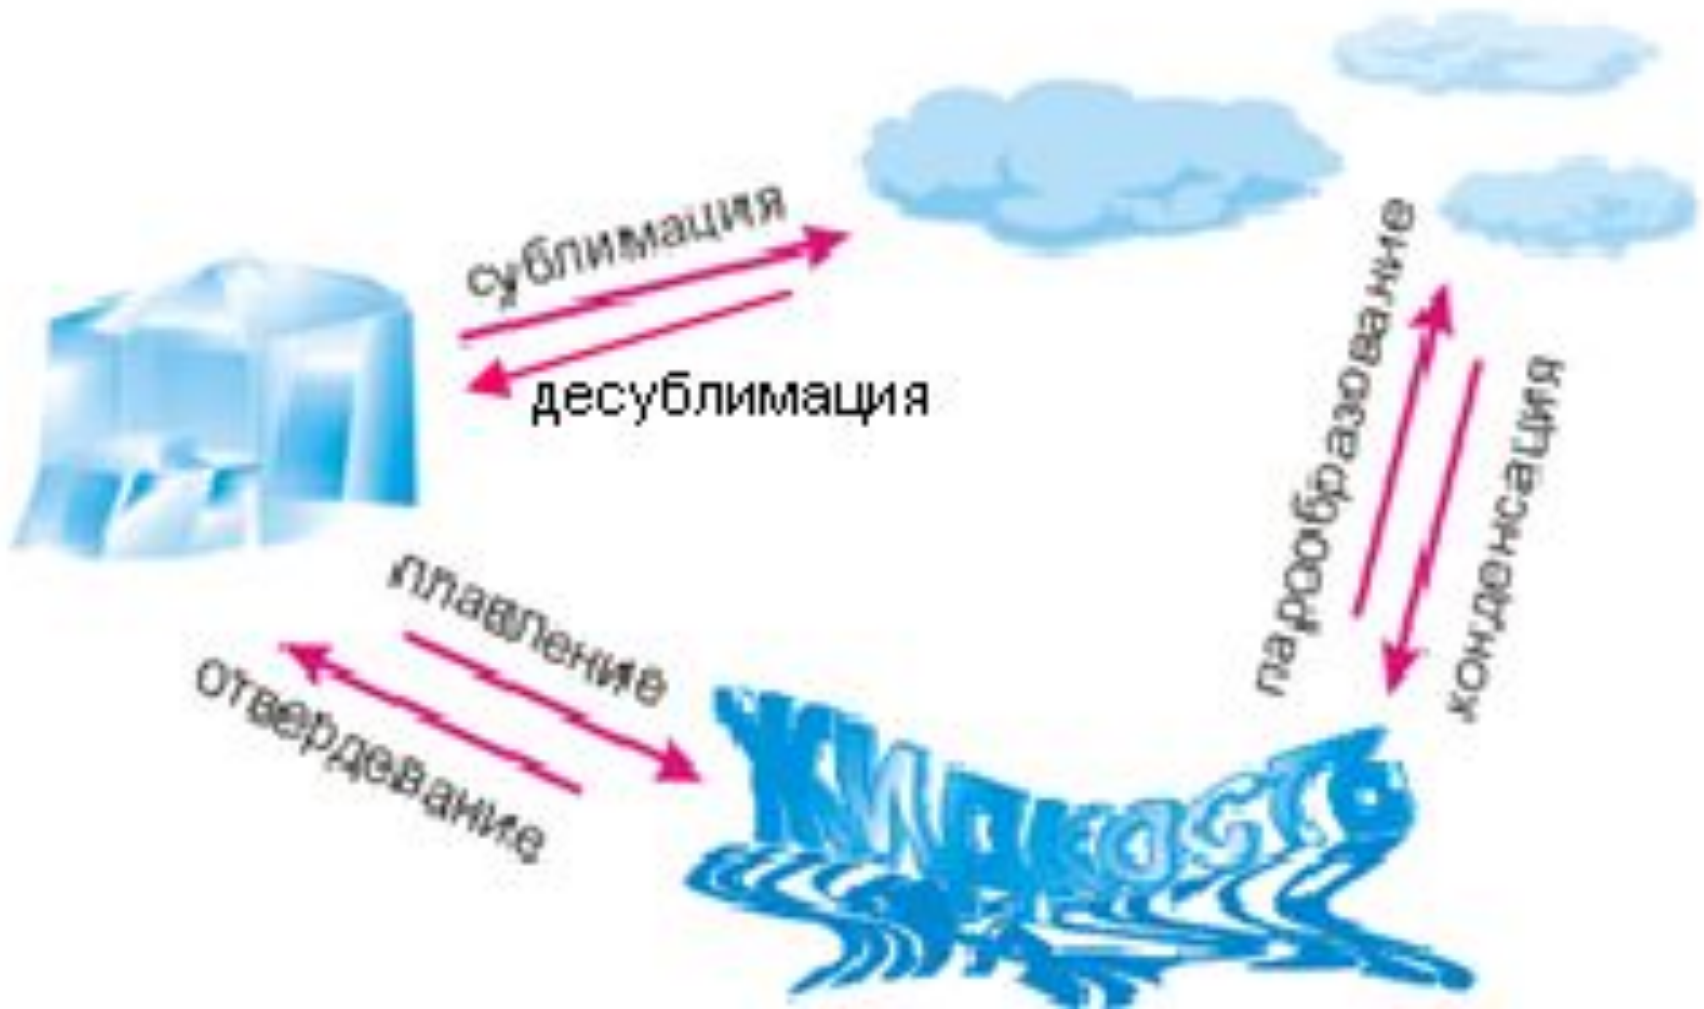 сублимация
десублимация
парообразование
конденсация
плавление
отвердевание
жидкость